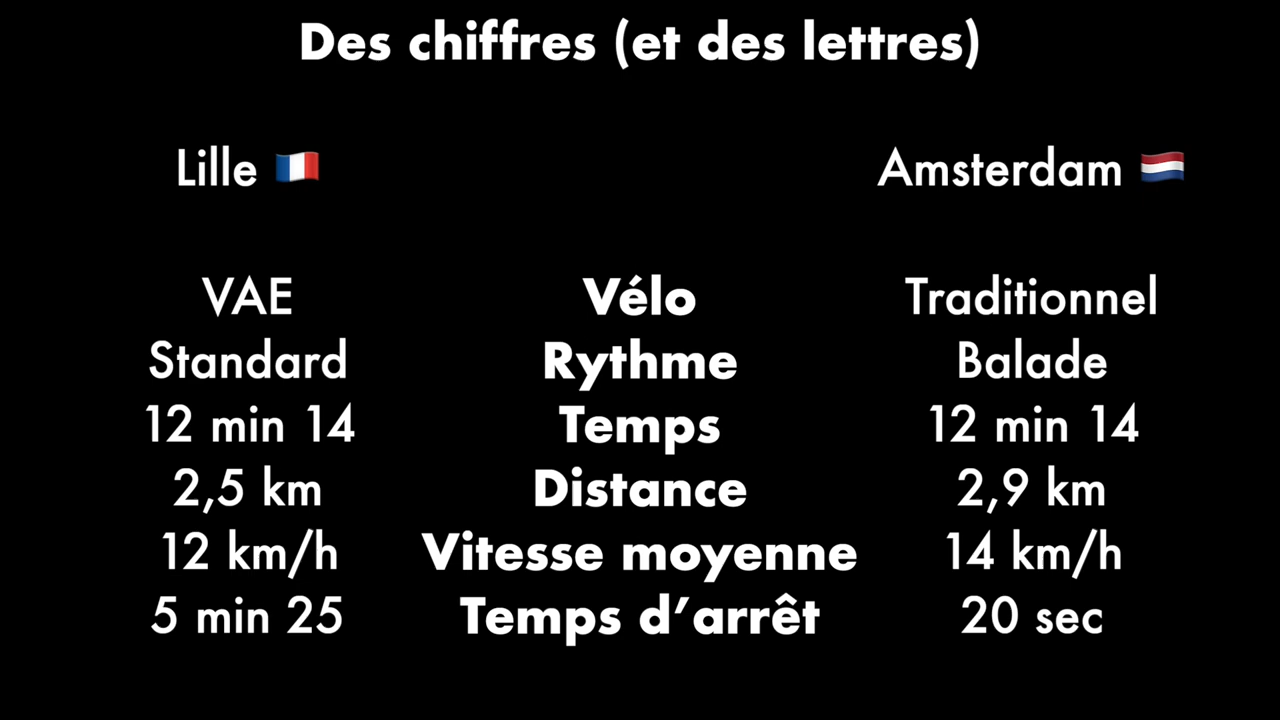 Des chiffres (et des lettres)
Lille 🇫🇷 Amsterdam 🇳🇱
VAE Vélo Traditionnel
Standard Rythme Balade
12 min 14 Temps 12 min 14
2,5 km Distance 2,9 km
12 km/h Vitesse moyenne 14 km/h
5 min 25 Temps d’arrêt 20 sec